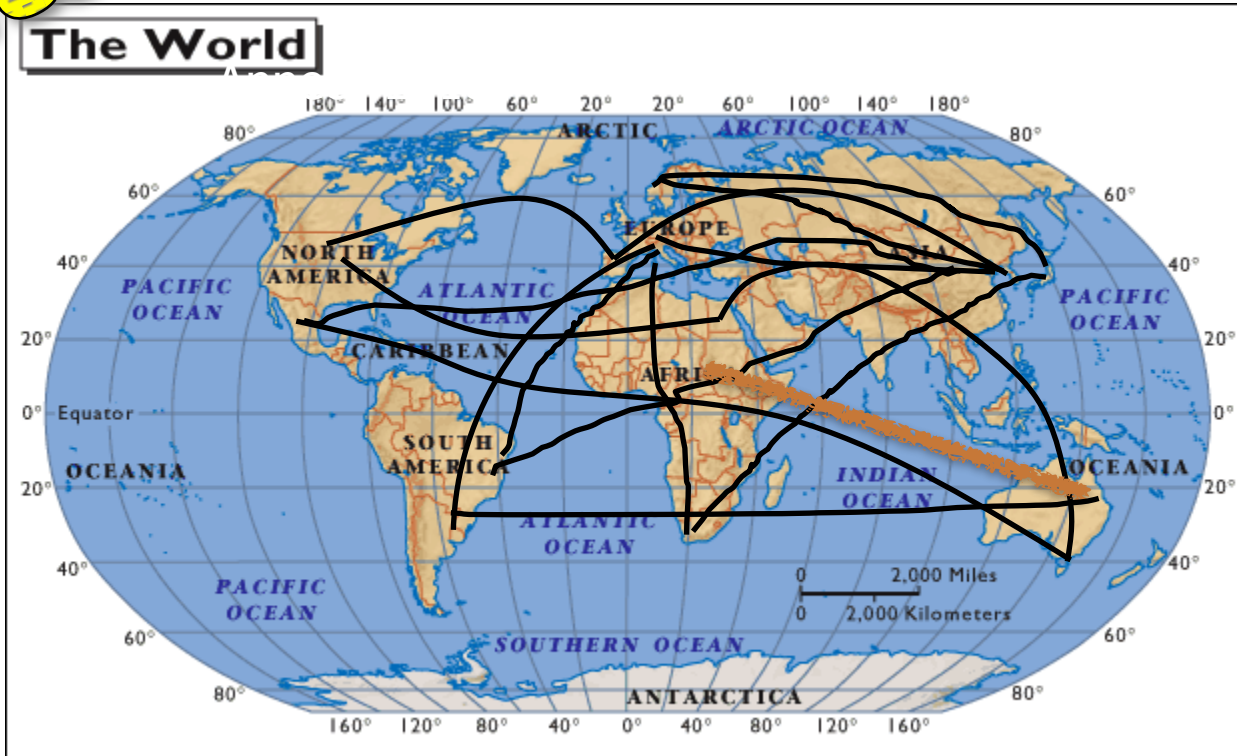 The World
180° 140° 100° 60° 20° 20° 60° 100° 140° 180°
80° ARCTIC ARCTIC OCEAN 80°
60° 60°
EUROPE
NORTH AMERICA
ASIA
40° 40°
PACIFIC OCEAN
ATLANTIC OCEAN
PACIFIC OCEAN
20° 20°
CARIBBEAN
AFRI
0° Equator 0°
SOUTH AMERICA
OCEANIA
INDIAN OCEAN
OCEANIA
20° 20°
ATLANTIC OCEAN
40° 40°
0 2,000 Miles
0 2,000 Kilometers
PACIFIC OCEAN
60° 60°
SOUTHERN OCEAN
80° 80°
ANTARCTICA
160° 120° 80° 40° 0° 40° 80° 120° 160°